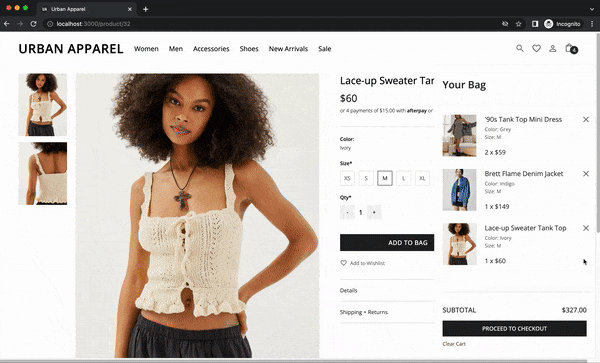 UA Urban Apparel
localhost:3000/product/32
Incognito
URBAN APPAREL
Women Men Accessories Shoes New Arrivals Sale
4
Lace-up Sweater Tan
$60
or 4 payments of $15.00 with afterpay or
Color:
Ivory
Size*
XS S M L XL
Qty*
- 1 +
ADD TO BAG
Add to Wishlist
Details
Shipping + Returns
Your Bag
'90s Tank Top Mini Dress
Color: Grey
Size: M
2 x $59
Brett Flame Denim Jacket
Color: Indigo
Size: M
1 x $149
Lace-up Sweater Tank Top
Color: Ivory
Size: M
1 x $60
SUBTOTAL $327.00
PROCEED TO CHECKOUT
Clear Cart